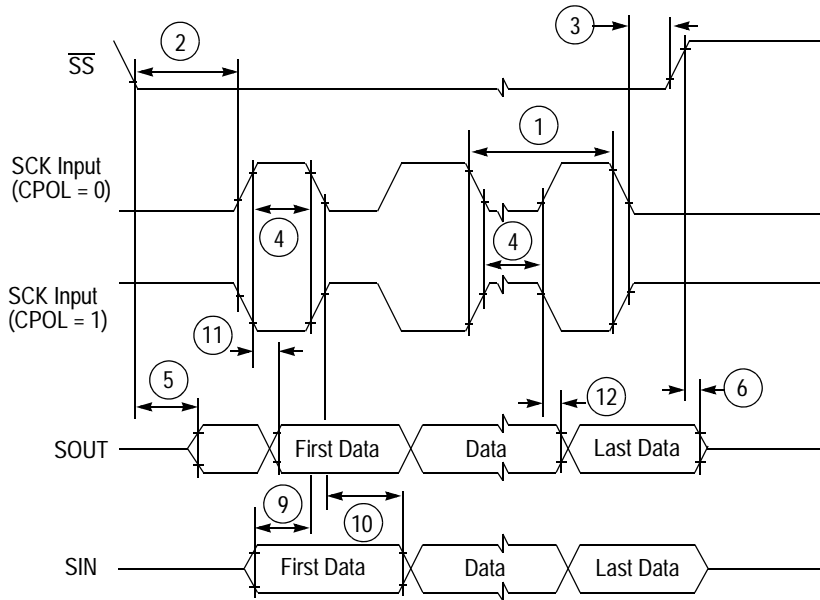 2
3
SS
1
SCK Input
(CPOL = 0)
4
4
SCK Input
(CPOL = 1)
11
5
12
6
SOUT
First Data
Data
Last Data
9
10
SIN
First Data
Data
Last Data